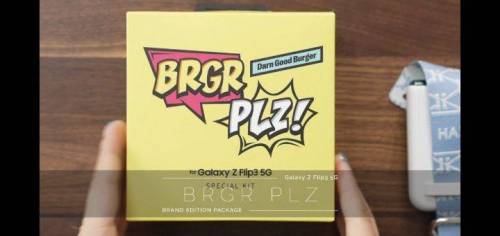 BRGR
Darn Good Burger
PLZ!
for Galaxy Z Flip3 5G
Galaxy Z Flip3 5G
SPECIAL KIT
BRGR PLZ
BRAND EDITION PACKAGE
HA